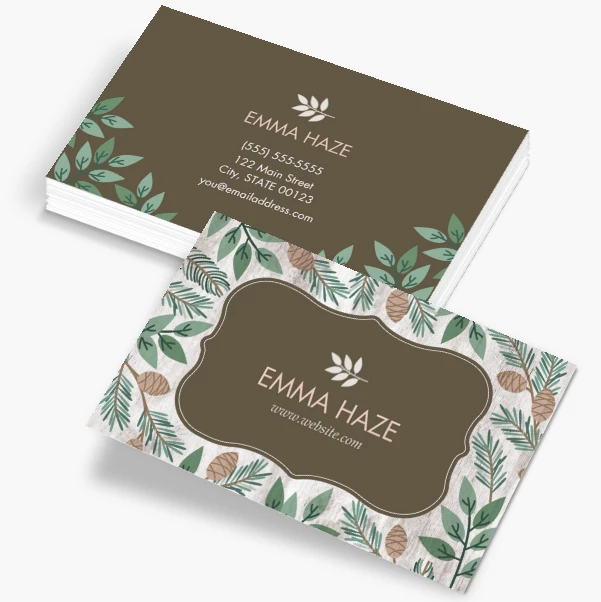 EMMA HAZE
(555) 555-5555
122 Main Street
City, STATE 00123
you@emailaddress.com
EMMA HAZE
www.website.com